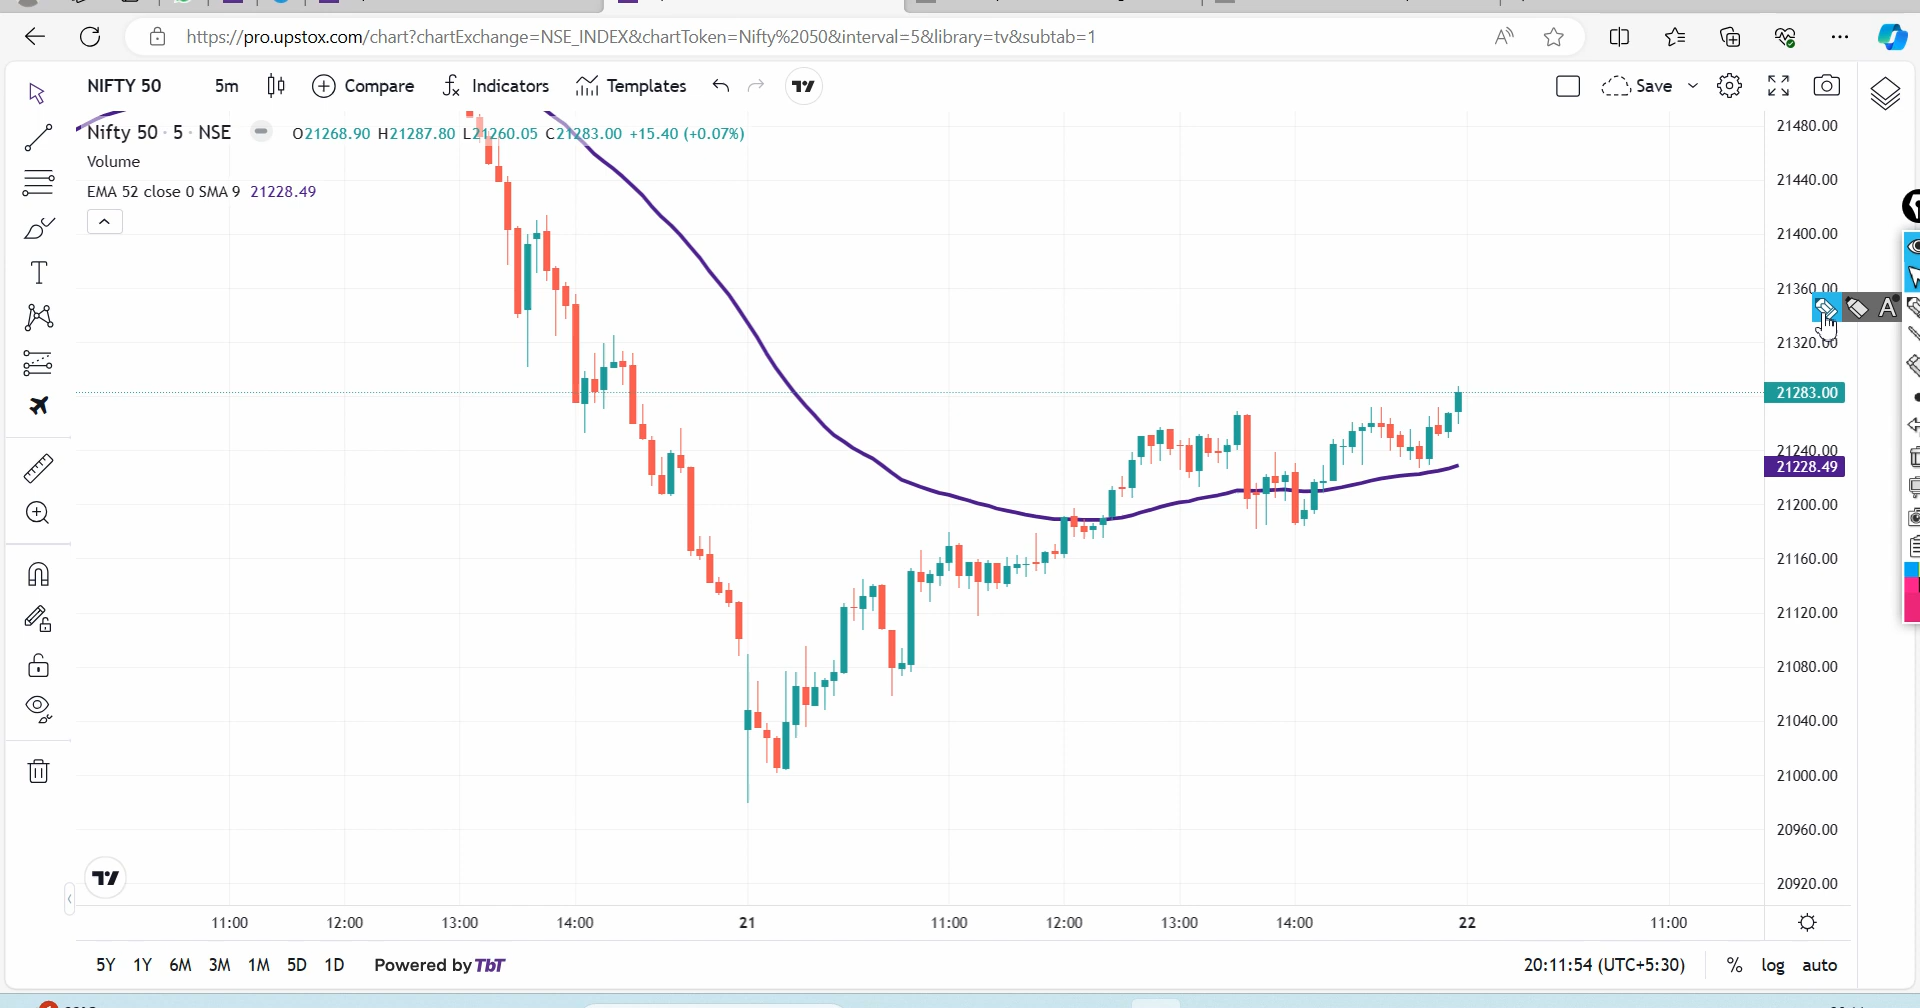 https://pro.upstox.com/chart?chartExchange=NSE_INDEX&chartToken=Nifty%2050&interval=5&library=tv&subtab=1
NIFTY 50 5m Compare Indicators Templates Save
Nifty 50 · 5 · NSE O21268.90 H21287.80 L21260.05 C21283.00 +15.40 (+0.07%)
Volume
EMA 52 close 0 SMA 9 21228.49
21480.00
21440.00
21400.00
21360.00
21320.00
21283.00
21240.00
21228.49
21200.00
21160.00
21120.00
21080.00
21040.00
21000.00
20960.00
20920.00
11:00 12:00 13:00 14:00 21 11:00 12:00 13:00 14:00 22 11:00
5Y 1Y 6M 3M 1M 5D 1D Powered by TbT 20:11:54 (UTC+5:30) % log auto